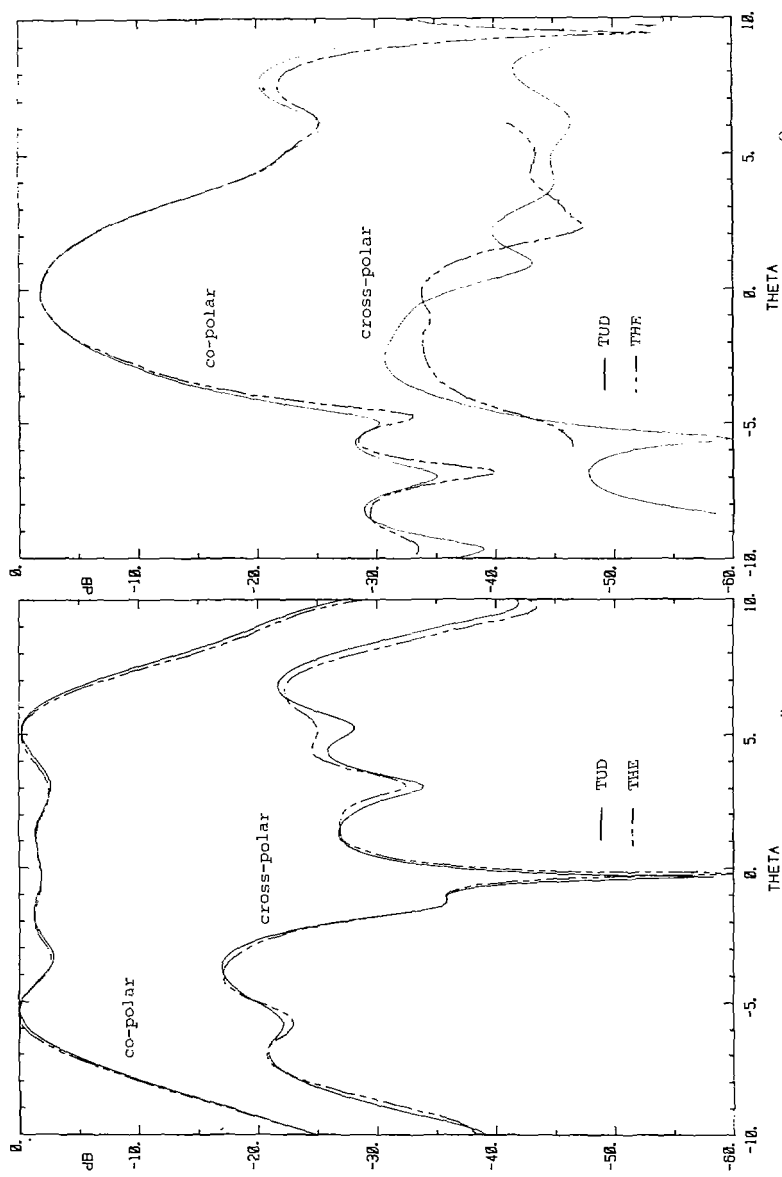 0.
dB
-10.
-20.
-30.
-40.
-50.
-60.
co-polar
cross-polar
TUD
THE
-10.
-5.
0.
5.
10.
THETA
0.
dB
-10.
-20.
-30.
-40.
-50.
-60.
co-polar
cross-polar
TUD
THE
-10.
-5.
0.
5.
10.
THETA